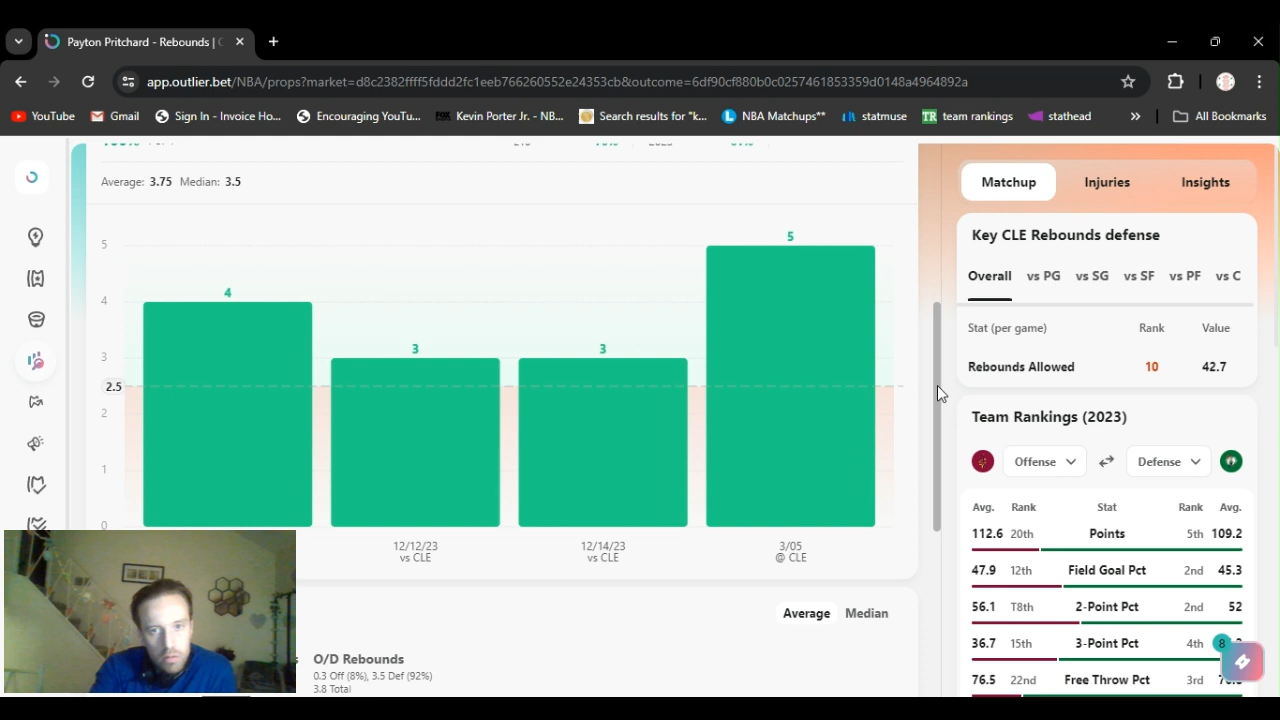 Payton Pritchard - Rebounds |
app.outlier.bet/NBA/props?market=d8c2382ffff5fddd2fc1eeb766260552e24353cb&outcome=6df90cf880b0c0257461853359d0148a4964892a
YouTube Gmail Sign In - Invoice Ho... Encouraging YouTu... Kevin Porter Jr. - NB... Search results for "k... NBA Matchups** statmuse team rankings stathead » All Bookmarks
Average: 3.75 Median: 3.5
5
4
3
2.5
2
1
0
4
3
3
5
12/12/23
vs CLE
12/14/23
vs CLE
3/05
@ CLE
Average Median
O/D Rebounds
0.3 Off (8%), 3.5 Def (92%)
3.8 Total
Matchup Injuries Insights
Key CLE Rebounds defense
Overall vs PG vs SG vs SF vs PF vs C
Stat (per game) Rank Value
Rebounds Allowed 10 42.7
Team Rankings (2023)
Offense Defense
Avg. Rank Stat Rank Avg.
112.6 20th Points 5th 109.2
47.9 12th Field Goal Pct 2nd 45.3
56.1 T8th 2-Point Pct 2nd 52
36.7 15th 3-Point Pct 4th
8
76.5 22nd Free Throw Pct 3rd